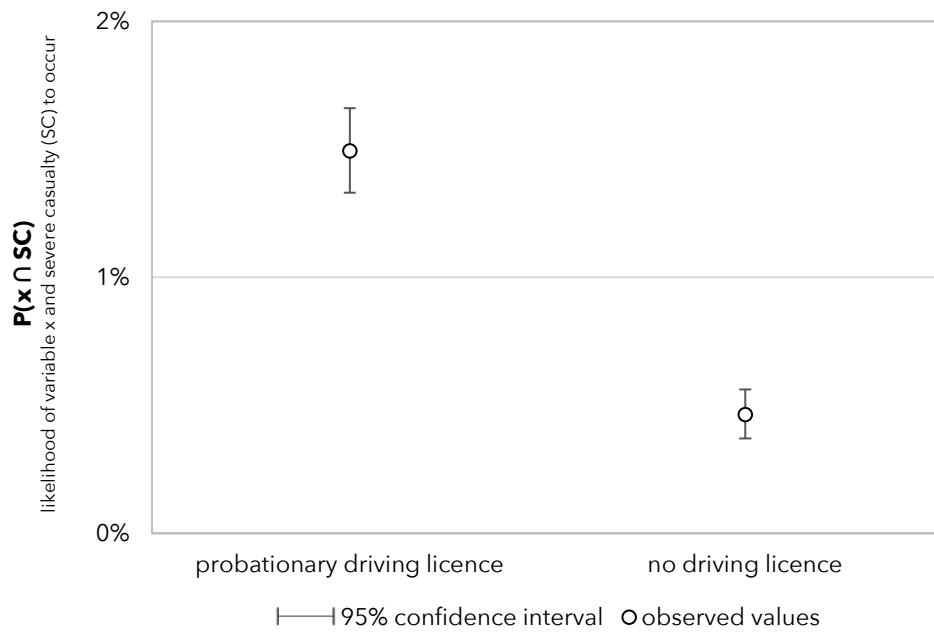 2%
1%
0%
P(x ∩ SC)
likelihood of variable x and severe casualty (SC) to occur
probationary driving licence
no driving licence
95% confidence interval
observed values